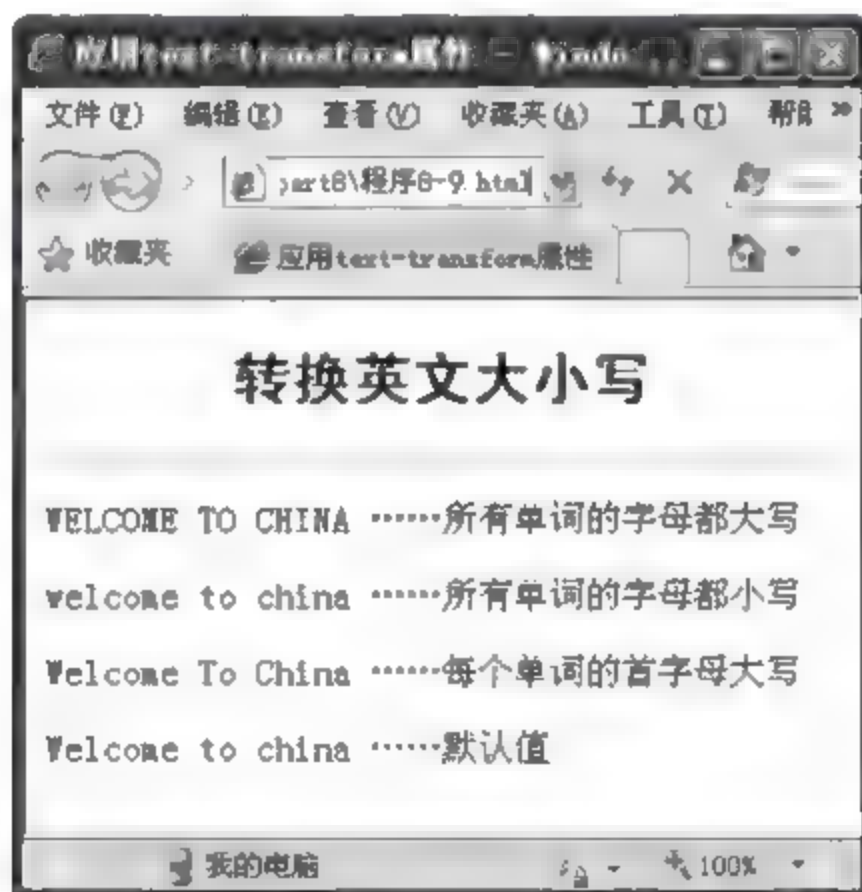 应用text-transform属性 - Windo
文件(F) 编辑(E) 查看(V) 收藏夹(A) 工具(T) 帮助 »
part8\程序8-9.html
收藏夹 应用text-transform属性
转换英文大小写
WELCOME TO CHINA ……所有单词的字母都大写
welcome to china ……所有单词的字母都小写
Welcome To China ……每个单词的首字母大写
Welcome to china ……默认值
我的电脑 100%